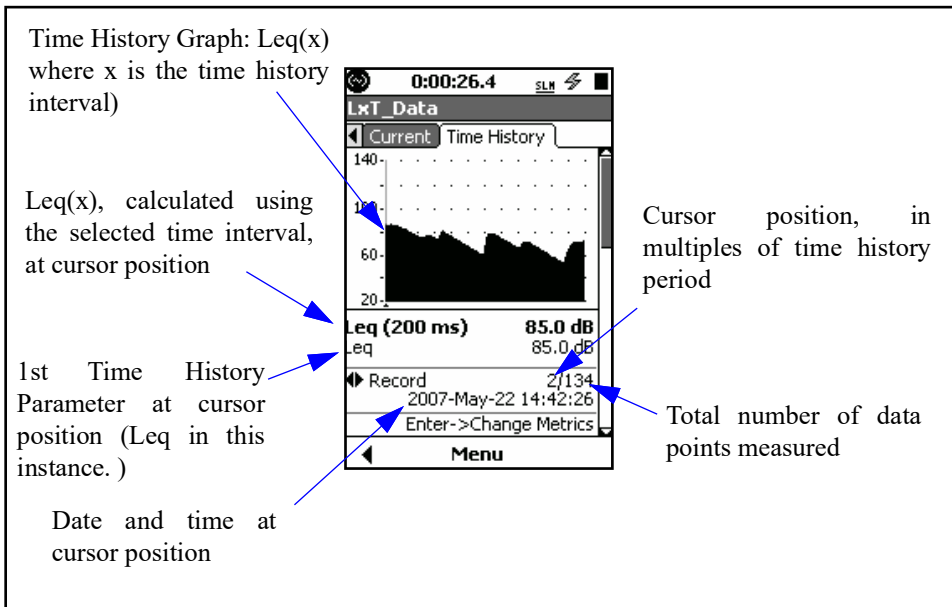 Time History Graph: Leq(x)
where x is the time history
interval)
Leq(x), calculated using
the selected time interval,
at cursor position
1st Time History
Parameter at cursor
position (Leq in this
instance. )
Date and time at
cursor position
0:00:26.4 SLM
LxT_Data
Current Time History
140-
100-
60-
20-
Leq (200 ms) 85.0 dB
Leq 85.0 dB
Record 2/134
2007-May-22 14:42:26
Enter->Change Metrics
Menu
Cursor position, in
multiples of time history
period
Total number of data
points measured